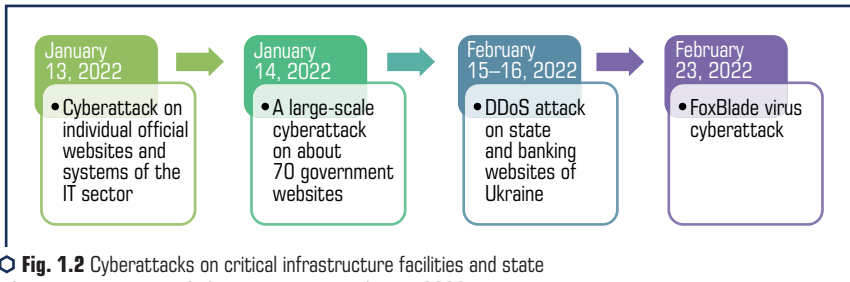 January
13, 2022
• Cyberattack on
individual official
websites and
systems of the
IT sector
January
14, 2022
• A large-scale
cyberattack
on about
70 government
websites
February
15–16, 2022
• DDoS attack
on state
and banking
websites of
Ukraine
February
23, 2022
• FoxBlade virus
cyberattack
Fig. 1.2 Cyberattacks on critical infrastructure facilities and state